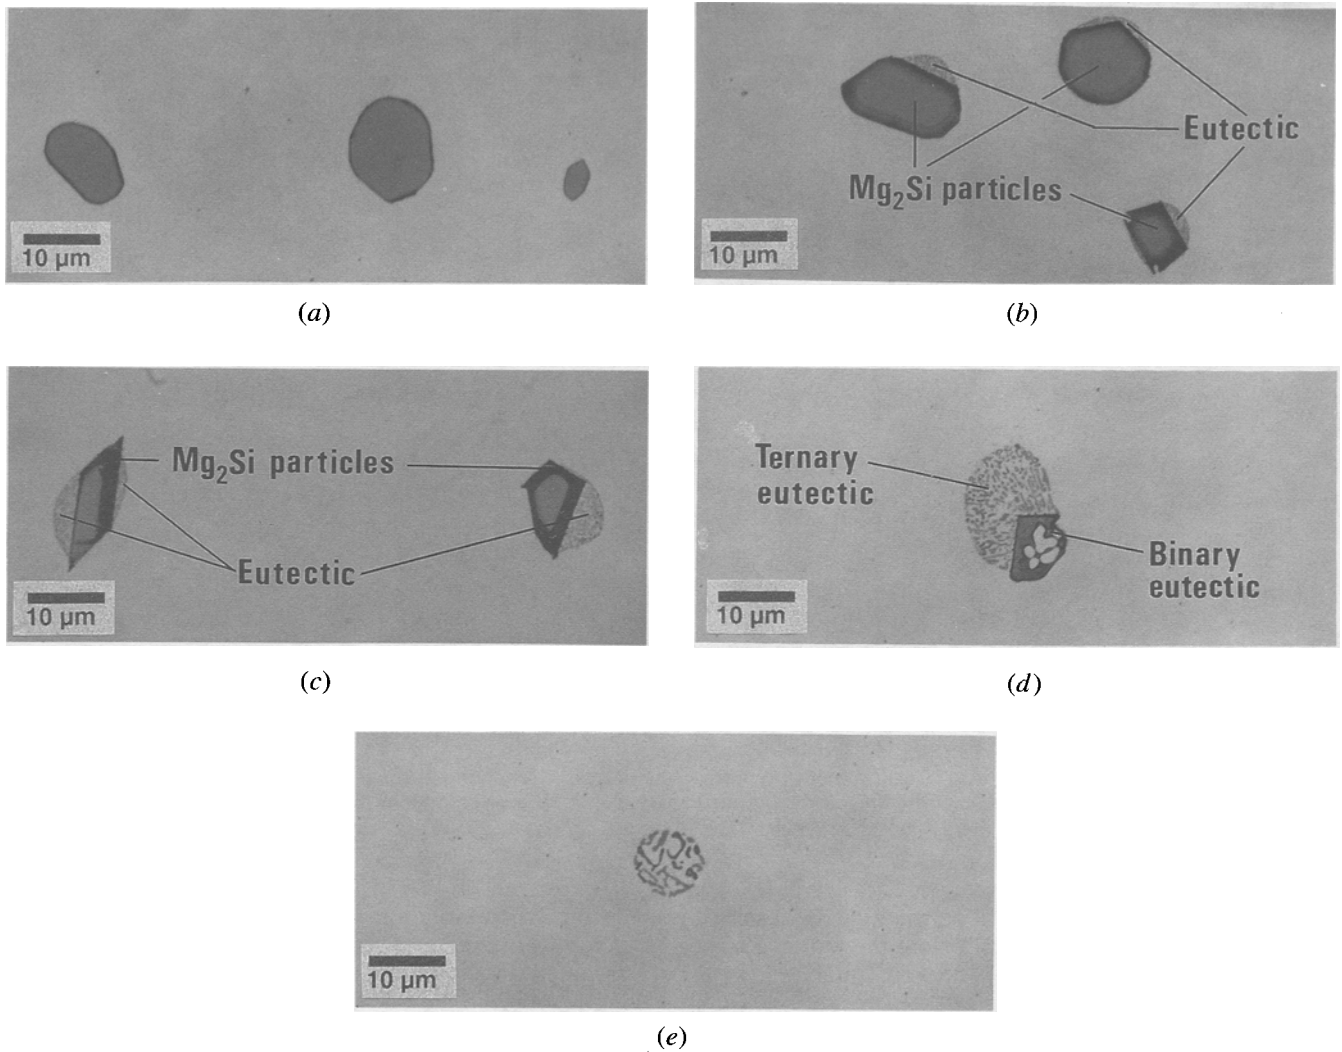 10 µm
(a)
Eutectic
Mg₂Si particles
10 µm
(b)
Mg₂Si particles
Eutectic
10 µm
(c)
Ternary
eutectic
Binary
eutectic
10 µm
(d)
10 µm
(e)